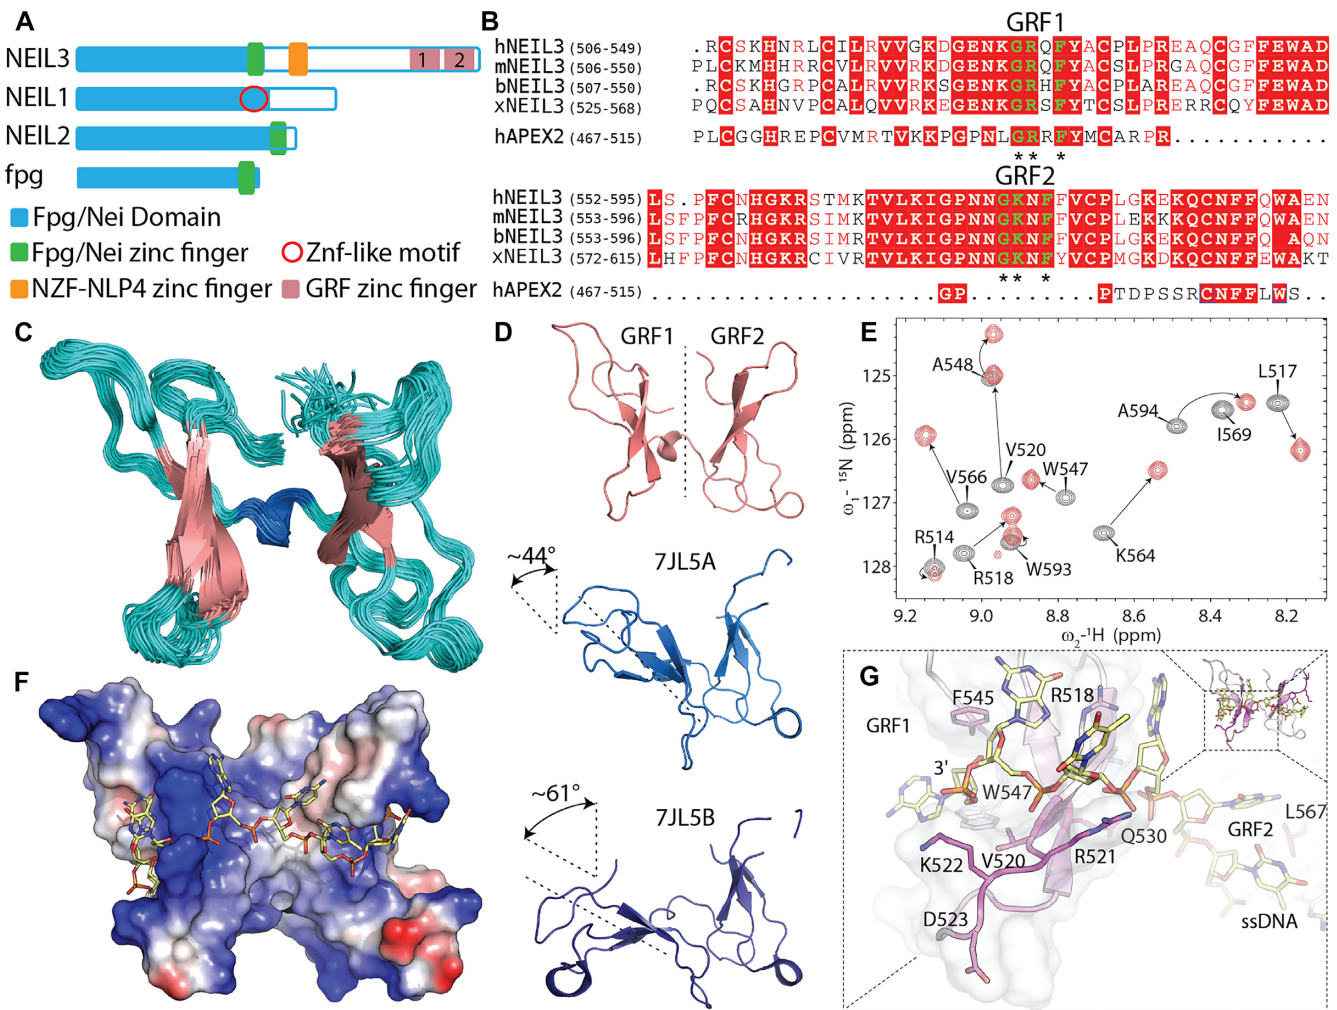 A
NEIL3
1 2
NEIL1
NEIL2
fpg
Fpg/Nei Domain
Fpg/Nei zinc finger
Znf-like motif
NZF-NLP4 zinc finger
GRF zinc finger
B
GRF1
hNEIL3 (506-549) .RCSKHNRLCILRVVGKDGENKGRQFYACPLPREAQCGFFEWAD
mNEIL3 (506-550) PLCKMHHRRCVLRVVRKDGENKGRQFYACSLPRGAQCGFFEWAD
bNEIL3 (507-550) .RCSKHGRPCALRVVRKSGENKGRQFYACSLPREAQCGFFEWAD
xNEIL3 (525-568) PQCSAHNVPCALQVVRKEGENKGRSFYTCSLPRERRCQYFEWAD
hAPEX2 (467-515) PLCGGHREPCVMRTVKKPGPNLGRRFYMCARPR...........
** *
GRF2
hNEIL3 (552-595) LS.PFCNHGKRSTMKTVLKIGPNNGKNFFVCPLGKEKQCNFFQWAEN
mNEIL3 (553-596) LSFPFCRHGKRSIMKTVLKIGPNNGKNFFVCPLEKKKQCNFFQWAEN
bNEIL3 (553-596) LSFPFCNHGKRSIMRTVLKIGPNNGKNFFVCPLGKEKQCNFFQ AQN
xNEIL3 (572-615) LHFPFCNHGKRCIVRTVLKIGPNNGKNFYVCPMGKDKQCNFFEWAKT
** *
hAPEX2 (467-515) ....................GP.........PTDPSSRCNFFLWS..
C
D
GRF1 GRF2
~44°
7JL5A
~61°
7JL5B
E
125
126
127
128
ω1- 15N (ppm)
A548
L517
A594
I569
V520
V566
W547
R514
R518
W593
K564
9.2 9.0 8.8 8.6 8.4 8.2
ω2-1H (ppm)
F
G
F545
R518
GRF1
3'
W547
L567
Q530
GRF2
K522
V520
R521
D523
ssDNA